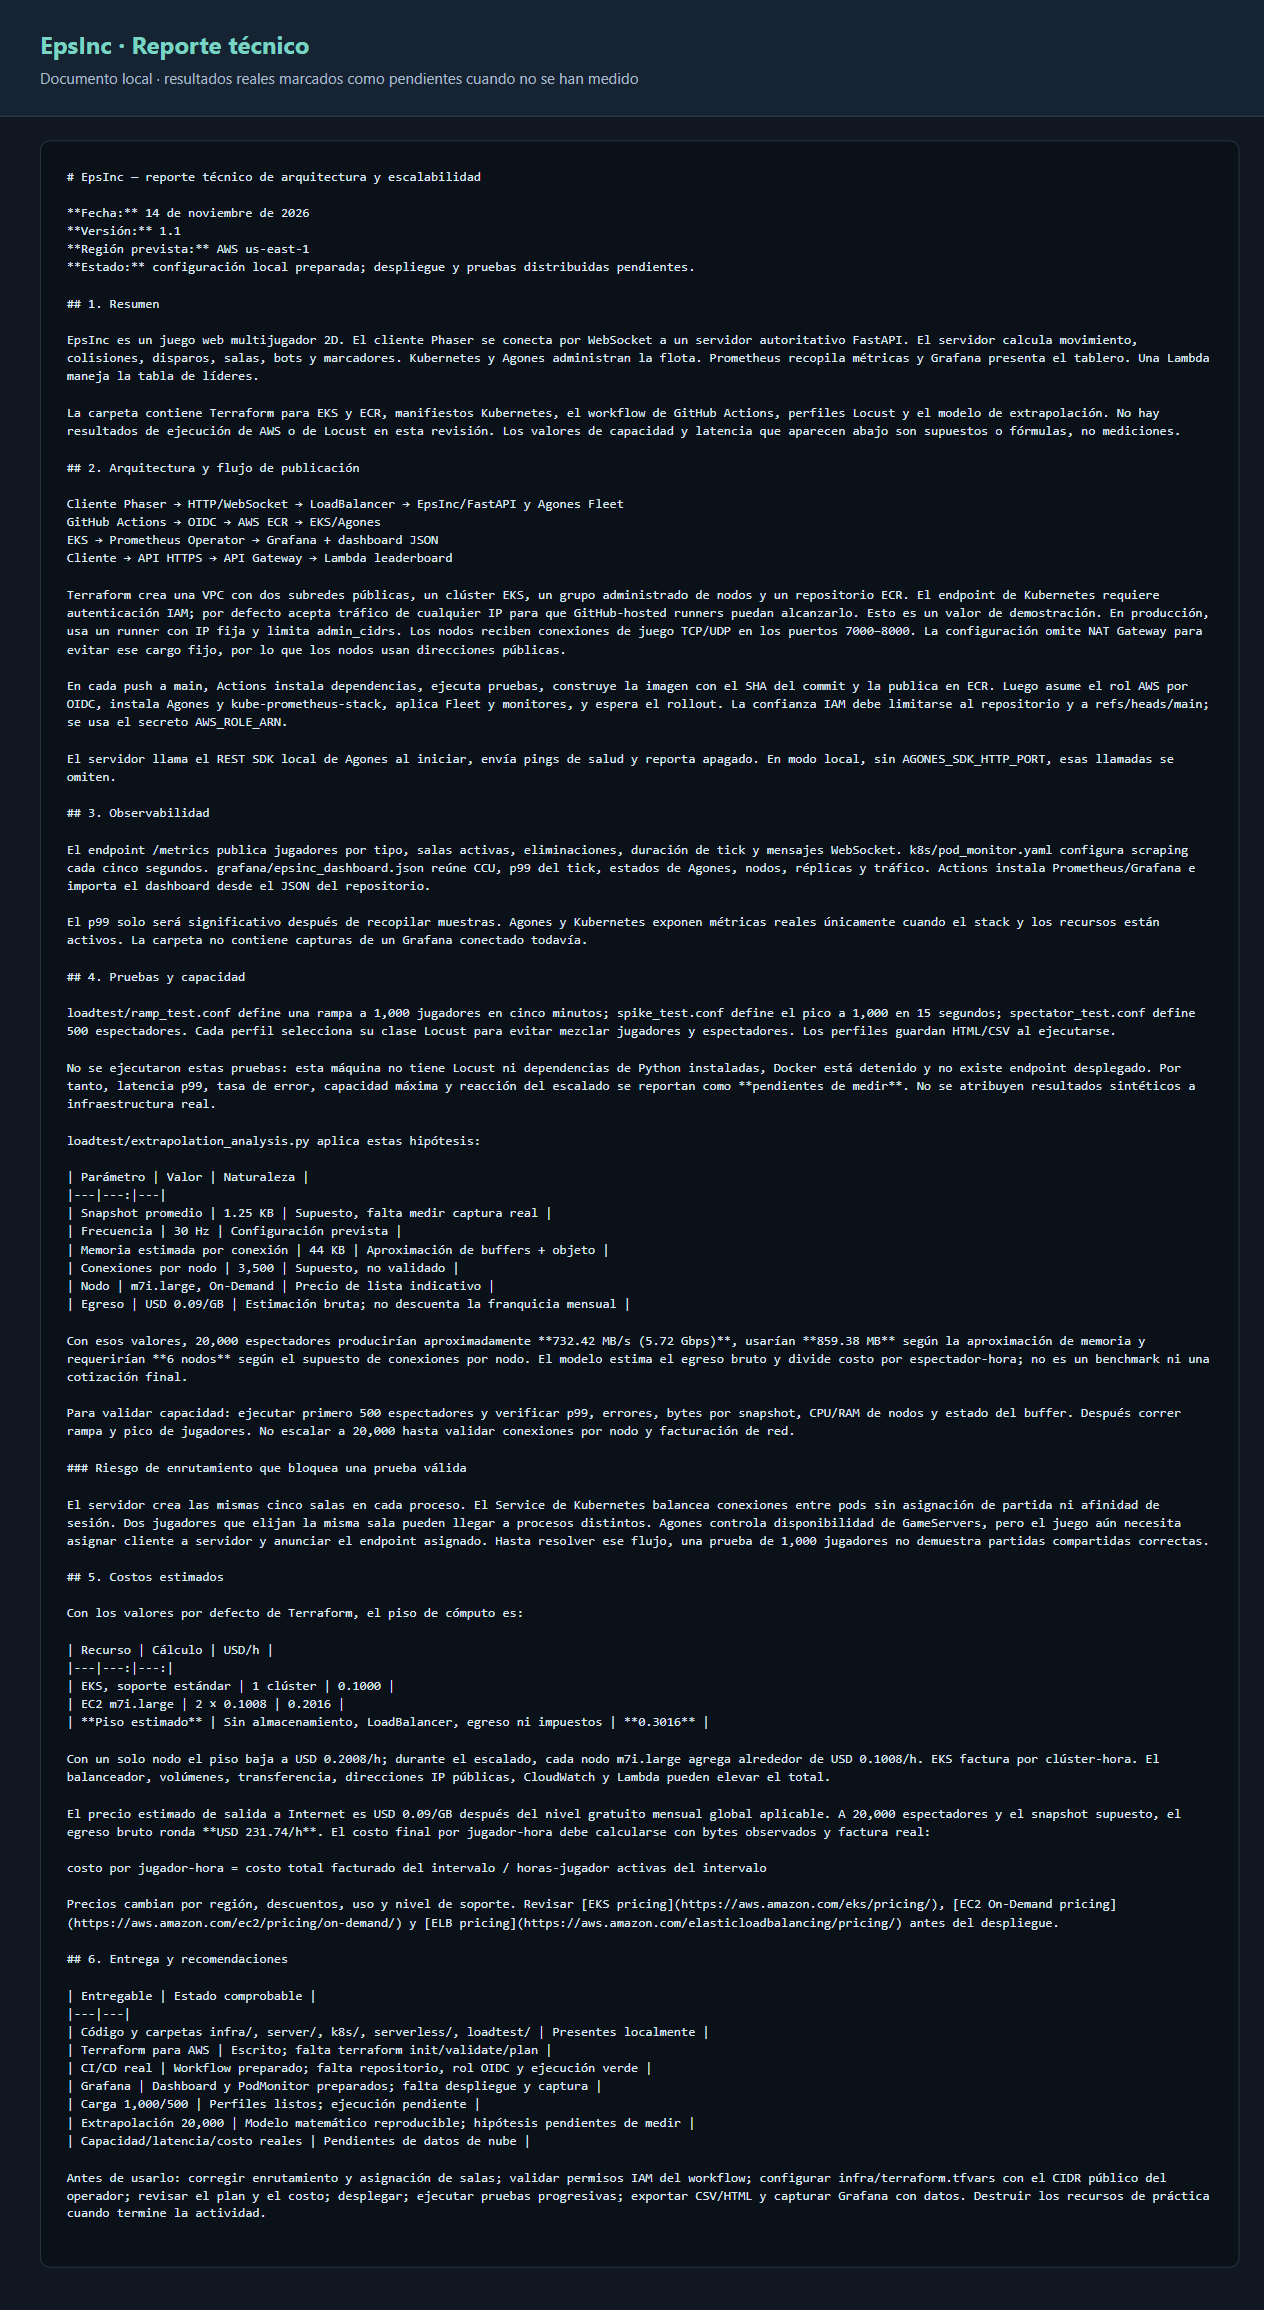 EpsInc · Reporte técnico
Documento local · resultados reales marcados como pendientes cuando no se han medido
# EpsInc — reporte técnico de arquitectura y escalabilidad
**Fecha:** 14 de noviembre de 2026
**Versión:** 1.1
**Región prevista:** AWS us-east-1
**Estado:** configuración local preparada; despliegue y pruebas distribuidas pendientes.
## 1. Resumen
EpsInc es un juego web multijugador 2D. El cliente Phaser se conecta por WebSocket a un servidor autoritativo FastAPI. El servidor calcula movimiento,
colisiones, disparos, salas, bots y marcadores. Kubernetes y Agones administran la flota. Prometheus recopila métricas y Grafana presenta el tablero. Una Lambda
maneja la tabla de líderes.
La carpeta contiene Terraform para EKS y ECR, manifiestos Kubernetes, el workflow de GitHub Actions, perfiles Locust y el modelo de extrapolación. No hay
resultados de ejecución de AWS o de Locust en esta revisión. Los valores de capacidad y latencia que aparecen abajo son supuestos o fórmulas, no mediciones.
## 2. Arquitectura y flujo de publicación
Cliente Phaser → HTTP/WebSocket → LoadBalancer → EpsInc/FastAPI y Agones Fleet
GitHub Actions → OIDC → AWS ECR → EKS/Agones
EKS → Prometheus Operator → Grafana + dashboard JSON
Cliente → API HTTPS → API Gateway → Lambda leaderboard
Terraform crea una VPC con dos subredes públicas, un clúster EKS, un grupo administrado de nodos y un repositorio ECR. El endpoint de Kubernetes requiere
autenticación IAM; por defecto acepta tráfico de cualquier IP para que GitHub-hosted runners puedan alcanzarlo. Esto es un valor de demostración. En producción,
usa un runner con IP fija y limita admin_cidrs. Los nodos reciben conexiones de juego TCP/UDP en los puertos 7000–8000. La configuración omite NAT Gateway para
evitar ese cargo fijo, por lo que los nodos usan direcciones públicas.
En cada push a main, Actions instala dependencias, ejecuta pruebas, construye la imagen con el SHA del commit y la publica en ECR. Luego asume el rol AWS por
OIDC, instala Agones y kube-prometheus-stack, aplica Fleet y monitores, y espera el rollout. La confianza IAM debe limitarse al repositorio y a refs/heads/main;
se usa el secreto AWS_ROLE_ARN.
El servidor llama el REST SDK local de Agones al iniciar, envía pings de salud y reporta apagado. En modo local, sin AGONES_SDK_HTTP_PORT, esas llamadas se
omiten.
## 3. Observabilidad
El endpoint /metrics publica jugadores por tipo, salas activas, eliminaciones, duración de tick y mensajes WebSocket. k8s/pod_monitor.yaml configura scraping
cada cinco segundos. grafana/epsinc_dashboard.json reúne CCU, p99 del tick, estados de Agones, nodos, réplicas y tráfico. Actions instala Prometheus/Grafana e
importa el dashboard desde el JSON del repositorio.
El p99 solo será significativo después de recopilar muestras. Agones y Kubernetes exponen métricas reales únicamente cuando el stack y los recursos están
activos. La carpeta no contiene capturas de un Grafana conectado todavía.
## 4. Pruebas y capacidad
loadtest/ramp_test.conf define una rampa a 1,000 jugadores en cinco minutos; spike_test.conf define el pico a 1,000 en 15 segundos; spectator_test.conf define
500 espectadores. Cada perfil selecciona su clase Locust para evitar mezclar jugadores y espectadores. Los perfiles guardan HTML/CSV al ejecutarse.
No se ejecutaron estas pruebas: esta máquina no tiene Locust ni dependencias de Python instaladas, Docker está detenido y no existe endpoint desplegado. Por
tanto, latencia p99, tasa de error, capacidad máxima y reacción del escalado se reportan como **pendientes de medir**. No se atribuyen resultados sintéticos a
infraestructura real.
loadtest/extrapolation_analysis.py aplica estas hipótesis:
| Parámetro | Valor | Naturaleza |
|---|---:|---|
| Snapshot promedio | 1.25 KB | Supuesto, falta medir captura real |
| Frecuencia | 30 Hz | Configuración prevista |
| Memoria estimada por conexión | 44 KB | Aproximación de buffers + objeto |
| Conexiones por nodo | 3,500 | Supuesto, no validado |
| Nodo | m7i.large, On-Demand | Precio de lista indicativo |
| Egreso | USD 0.09/GB | Estimación bruta; no descuenta la franquicia mensual |
Con esos valores, 20,000 espectadores producirían aproximadamente **732.42 MB/s (5.72 Gbps)**, usarían **859.38 MB** según la aproximación de memoria y
requerirían **6 nodos** según el supuesto de conexiones por nodo. El modelo estima el egreso bruto y divide costo por espectador-hora; no es un benchmark ni una
cotización final.
Para validar capacidad: ejecutar primero 500 espectadores y verificar p99, errores, bytes por snapshot, CPU/RAM de nodos y estado del buffer. Después correr
rampa y pico de jugadores. No escalar a 20,000 hasta validar conexiones por nodo y facturación de red.
### Riesgo de enrutamiento que bloquea una prueba válida
El servidor crea las mismas cinco salas en cada proceso. El Service de Kubernetes balancea conexiones entre pods sin asignación de partida ni afinidad de
sesión. Dos jugadores que elijan la misma sala pueden llegar a procesos distintos. Agones controla disponibilidad de GameServers, pero el juego aún necesita
asignar cliente a servidor y anunciar el endpoint asignado. Hasta resolver ese flujo, una prueba de 1,000 jugadores no demuestra partidas compartidas correctas.
## 5. Costos estimados
Con los valores por defecto de Terraform, el piso de cómputo es:
| Recurso | Cálculo | USD/h |
|---|---:|---:|
| EKS, soporte estándar | 1 clúster | 0.1000 |
| EC2 m7i.large | 2 × 0.1008 | 0.2016 |
| **Piso estimado** | Sin almacenamiento, LoadBalancer, egreso ni impuestos | **0.3016** |
Con un solo nodo el piso baja a USD 0.2008/h; durante el escalado, cada nodo m7i.large agrega alrededor de USD 0.1008/h. EKS factura por clúster-hora. El
balanceador, volúmenes, transferencia, direcciones IP públicas, CloudWatch y Lambda pueden elevar el total.
El precio estimado de salida a Internet es USD 0.09/GB después del nivel gratuito mensual global aplicable. A 20,000 espectadores y el snapshot supuesto, el
egreso bruto ronda **USD 231.74/h**. El costo final por jugador-hora debe calcularse con bytes observados y factura real:
costo por jugador-hora = costo total facturado del intervalo / horas-jugador activas del intervalo
Precios cambian por región, descuentos, uso y nivel de soporte. Revisar [EKS pricing](https://aws.amazon.com/eks/pricing/), [EC2 On-Demand pricing]
(https://aws.amazon.com/ec2/pricing/on-demand/) y [ELB pricing](https://aws.amazon.com/elasticloadbalancing/pricing/) antes del despliegue.
## 6. Entrega y recomendaciones
| Entregable | Estado comprobable |
|---|---|
| Código y carpetas infra/, server/, k8s/, serverless/, loadtest/ | Presentes localmente |
| Terraform para AWS | Escrito; falta terraform init/validate/plan |
| CI/CD real | Workflow preparado; falta repositorio, rol OIDC y ejecución verde |
| Grafana | Dashboard y PodMonitor preparados; falta despliegue y captura |
| Carga 1,000/500 | Perfiles listos; ejecución pendiente |
| Extrapolación 20,000 | Modelo matemático reproducible; hipótesis pendientes de medir |
| Capacidad/latencia/costo reales | Pendientes de datos de nube |
Antes de usarlo: corregir enrutamiento y asignación de salas; validar permisos IAM del workflow; configurar infra/terraform.tfvars con el CIDR público del
operador; revisar el plan y el costo; desplegar; ejecutar pruebas progresivas; exportar CSV/HTML y capturar Grafana con datos. Destruir los recursos de práctica
cuando termine la actividad.